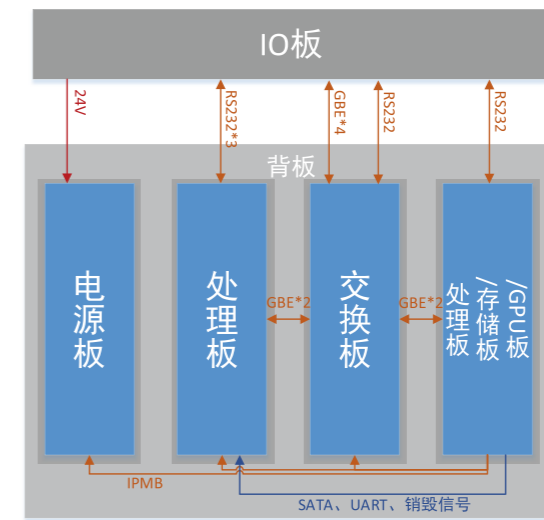 IO板
24V
RS232*3
GBE*4
RS232
RS232
背板
电源板
处理板
交换板
处理板
/存储板
/GPU板
GBE*2
GBE*2
IPMB
SATA、UART、销毁信号